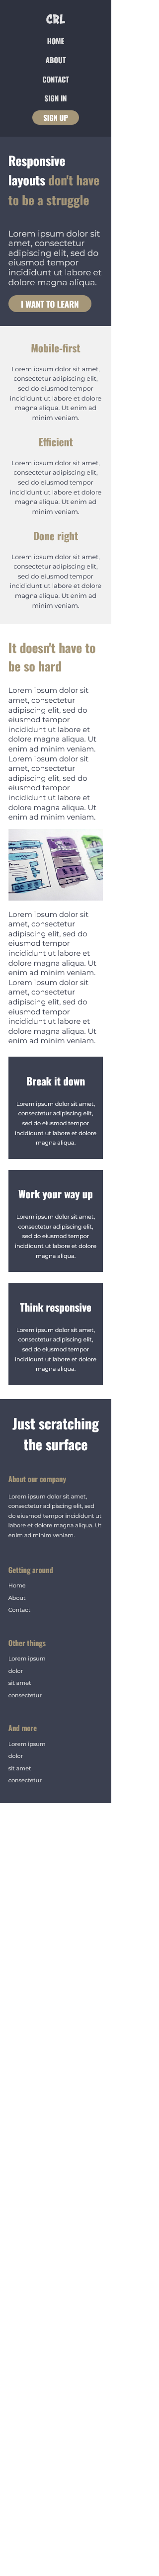 CRL
HOME
ABOUT
CONTACT
SIGN IN
SIGN UP
Responsive
layouts don't have
to be a struggle
Lorem ipsum dolor sit
amet, consectetur
adipiscing elit, sed do
eiusmod tempor
incididunt ut labore et
dolore magna aliqua.
I WANT TO LEARN
Mobile-first
Lorem ipsum dolor sit amet,
consectetur adipiscing elit,
sed do eiusmod tempor
incididunt ut labore et dolore
magna aliqua. Ut enim ad
minim veniam.
Efficient
Lorem ipsum dolor sit amet,
consectetur adipiscing elit,
sed do eiusmod tempor
incididunt ut labore et dolore
magna aliqua. Ut enim ad
minim veniam.
Done right
Lorem ipsum dolor sit amet,
consectetur adipiscing elit,
sed do eiusmod tempor
incididunt ut labore et dolore
magna aliqua. Ut enim ad
minim veniam.
It doesn't have to
be so hard
Lorem ipsum dolor sit
amet, consectetur
adipiscing elit, sed do
eiusmod tempor
incididunt ut labore et
dolore magna aliqua. Ut
enim ad minim veniam.
Lorem ipsum dolor sit
amet, consectetur
adipiscing elit, sed do
eiusmod tempor
incididunt ut labore et
dolore magna aliqua. Ut
enim ad minim veniam.
Lorem ipsum dolor sit
amet, consectetur
adipiscing elit, sed do
eiusmod tempor
incididunt ut labore et
dolore magna aliqua. Ut
enim ad minim veniam.
Lorem ipsum dolor sit
amet, consectetur
adipiscing elit, sed do
eiusmod tempor
incididunt ut labore et
dolore magna aliqua. Ut
enim ad minim veniam.
Break it down
Lorem ipsum dolor sit amet,
consectetur adipiscing elit,
sed do eiusmod tempor
incididunt ut labore et dolore
magna aliqua.
Work your way up
Lorem ipsum dolor sit amet,
consectetur adipiscing elit,
sed do eiusmod tempor
incididunt ut labore et dolore
magna aliqua.
Think responsive
Lorem ipsum dolor sit amet,
consectetur adipiscing elit,
sed do eiusmod tempor
incididunt ut labore et dolore
magna aliqua.
Just scratching
the surface
About our company
Lorem ipsum dolor sit amet,
consectetur adipiscing elit, sed
do eiusmod tempor incididunt ut
labore et dolore magna aliqua. Ut
enim ad minim veniam.
Getting around
Home
About
Contact
Other things
Lorem ipsum
dolor
sit amet
consectetur
And more
Lorem ipsum
dolor
sit amet
consectetur